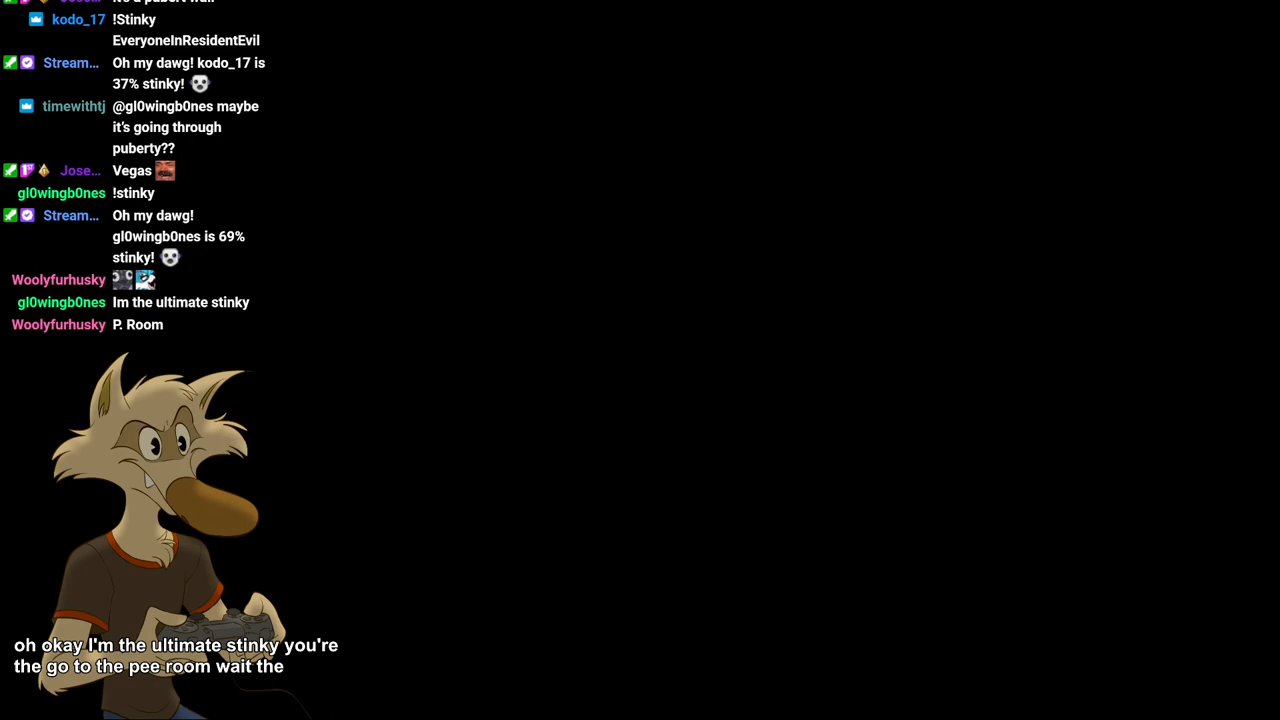 kodo_17 !Stinky
EveryoneInResidentEvil
Stream... Oh my dawg! kodo_17 is
37% stinky!
timewithtj @gl0wingb0nes maybe
it's going through
puberty??
Jose... Vegas
gl0wingb0nes !stinky
Stream... Oh my dawg!
gl0wingb0nes is 69%
stinky!
Woolyfurhusky
gl0wingb0nes Im the ultimate stinky
Woolyfurhusky P. Room
oh okay I'm the ultimate stinky you're
the go to the pee room wait the